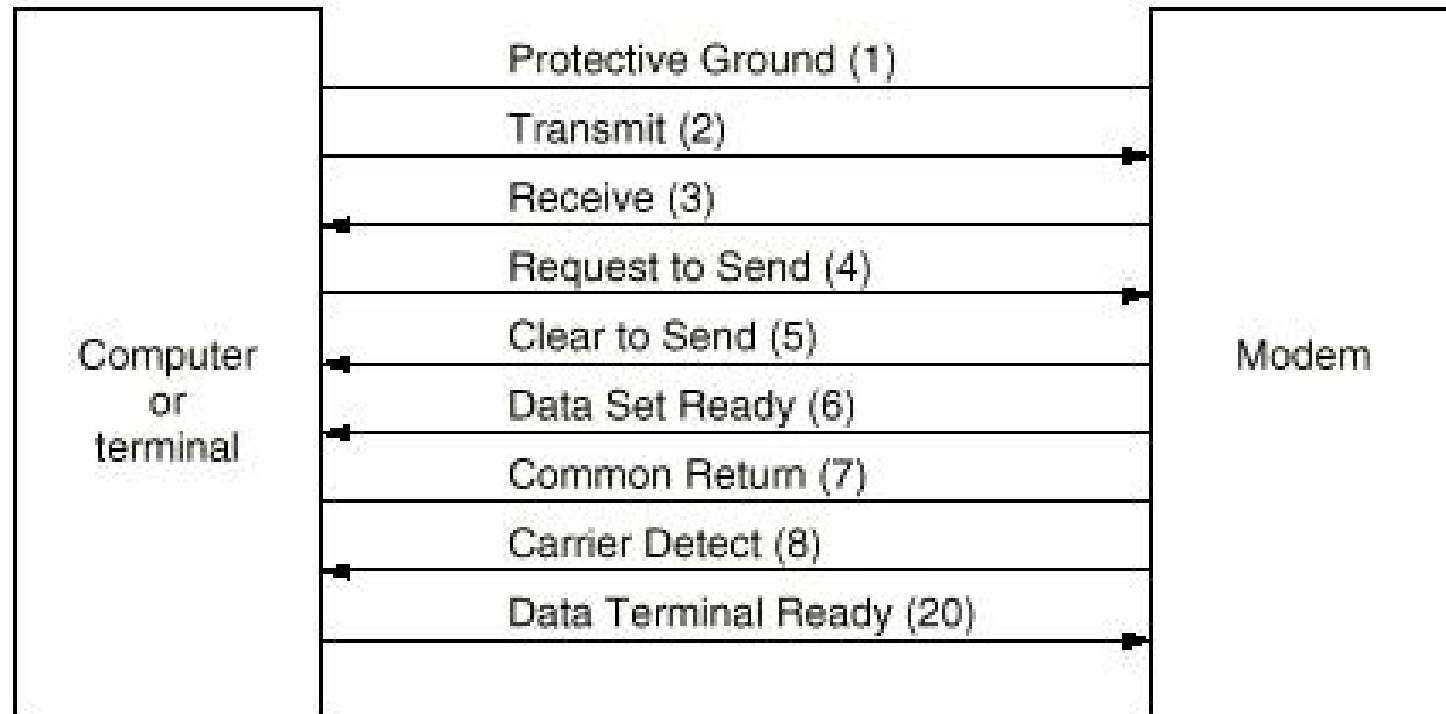 Protective Ground (1)
Transmit (2)
Receive (3)
Request to Send (4)
Clear to Send (5)
Data Set Ready (6)
Common Return (7)
Carrier Detect (8)
Data Terminal Ready (20)
Computer
or
terminal
Modem